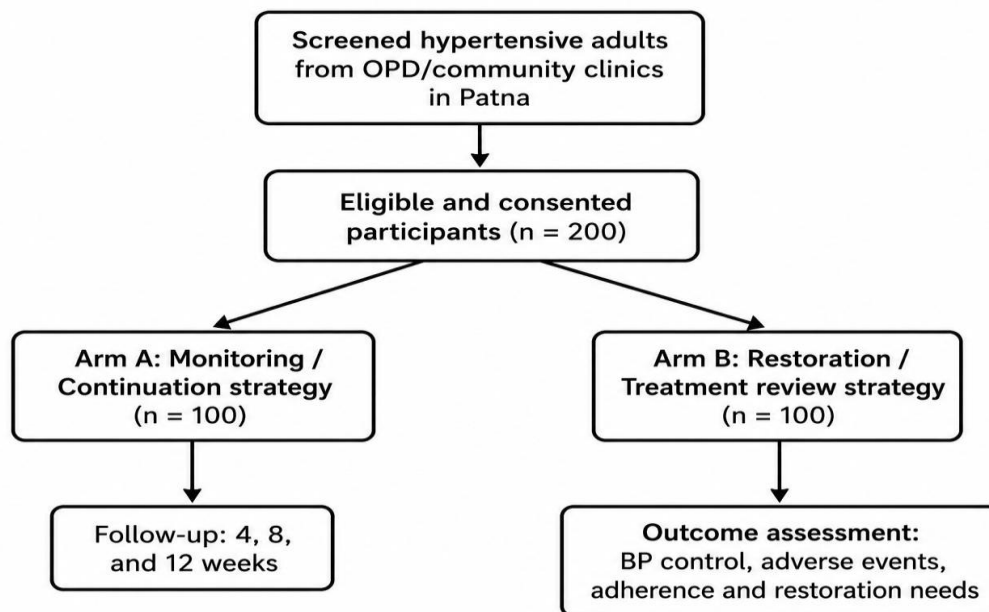 Screened hypertensive adults
from OPD/community clinics
in Patna
Eligible and consented
participants (n = 200)
Arm A: Monitoring /
Continuation strategy
(n = 100)
Arm B: Restoration /
Treatment review strategy
(n = 100)
Follow-up: 4, 8,
and 12 weeks
Outcome assessment:
BP control, adverse events,
adherence and restoration needs